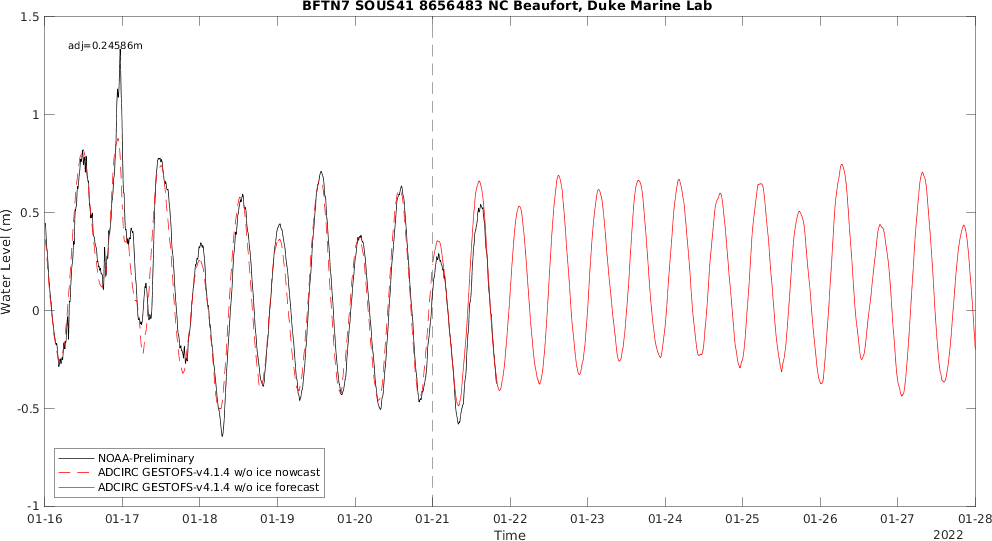 BFTN7 SOUS41 8656483 NC Beaufort, Duke Marine Lab
1.5
adj=0.24586m
1
0.5
Water Level (m)
0
-0.5
NOAA-Preliminary
ADCIRC GESTOFS-v4.1.4 w/o ice nowcast
ADCIRC GESTOFS-v4.1.4 w/o ice forecast
-1
01-16 01-17 01-18 01-19 01-20 01-21 01-22 01-23 01-24 01-25 01-26 01-27 01-28
Time
2022